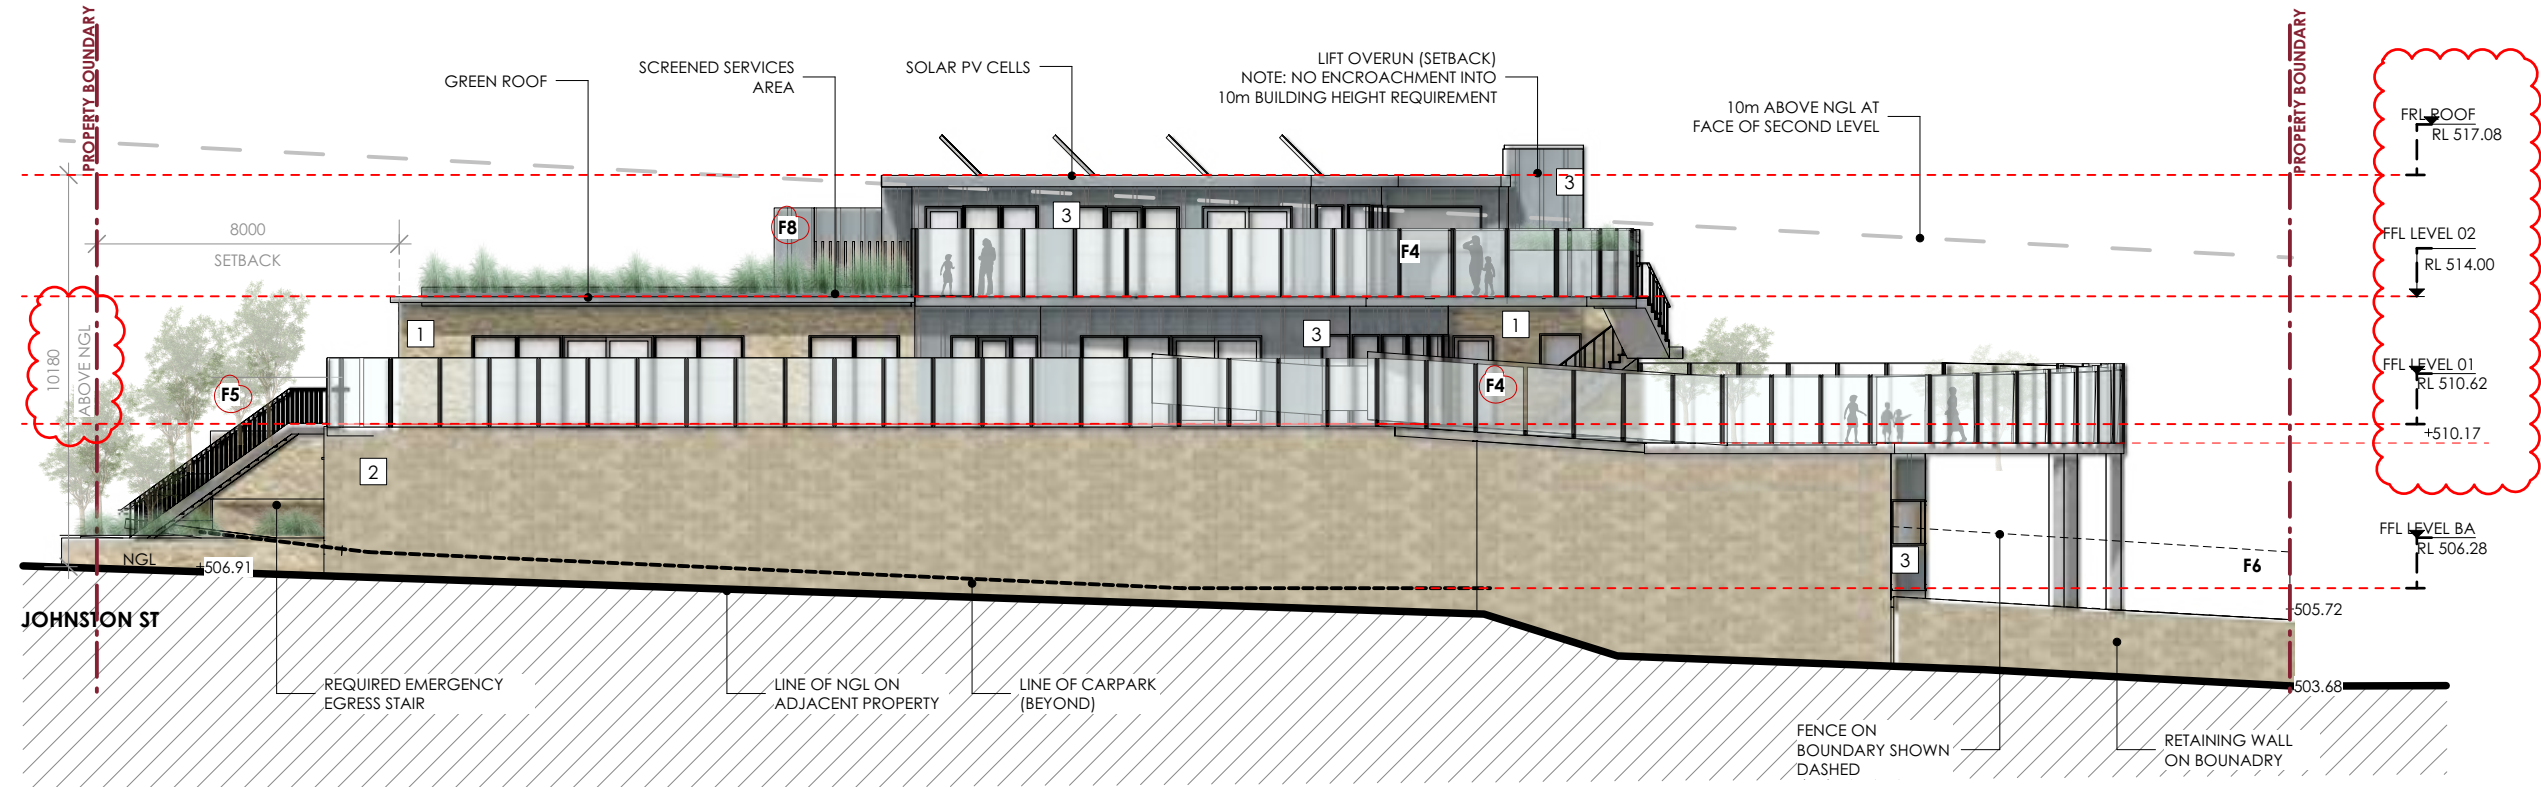 PROPERTY BOUNDARY
GREEN ROOF
SCREENED SERVICES
AREA
SOLAR PV CELLS
LIFT OVERUN (SETBACK)
NOTE: NO ENCROACHMENT INTO
10m BUILDING HEIGHT REQUIREMENT
10m ABOVE NGL AT
FACE OF SECOND LEVEL
PROPERTY BOUNDARY
FRL ROOF
RL 517.08
8000
SETBACK
F8
3
3
F4
FFL LEVEL 02
RL 514.00
10180
ABOVE NGL
1
3
1
F5
F4
FFL LEVEL 01
RL 510.62
+510.17
2
NGL
+506.91
3
F6
FFL LEVEL BA
RL 506.28
JOHNSTON ST
+505.72
503.68
REQUIRED EMERGENCY
EGRESS STAIR
LINE OF NGL ON
ADJACENT PROPERTY
LINE OF CARPARK
(BEYOND)
FENCE ON
BOUNDARY SHOWN
DASHED
RETAINING WALL
ON BOUNADRY